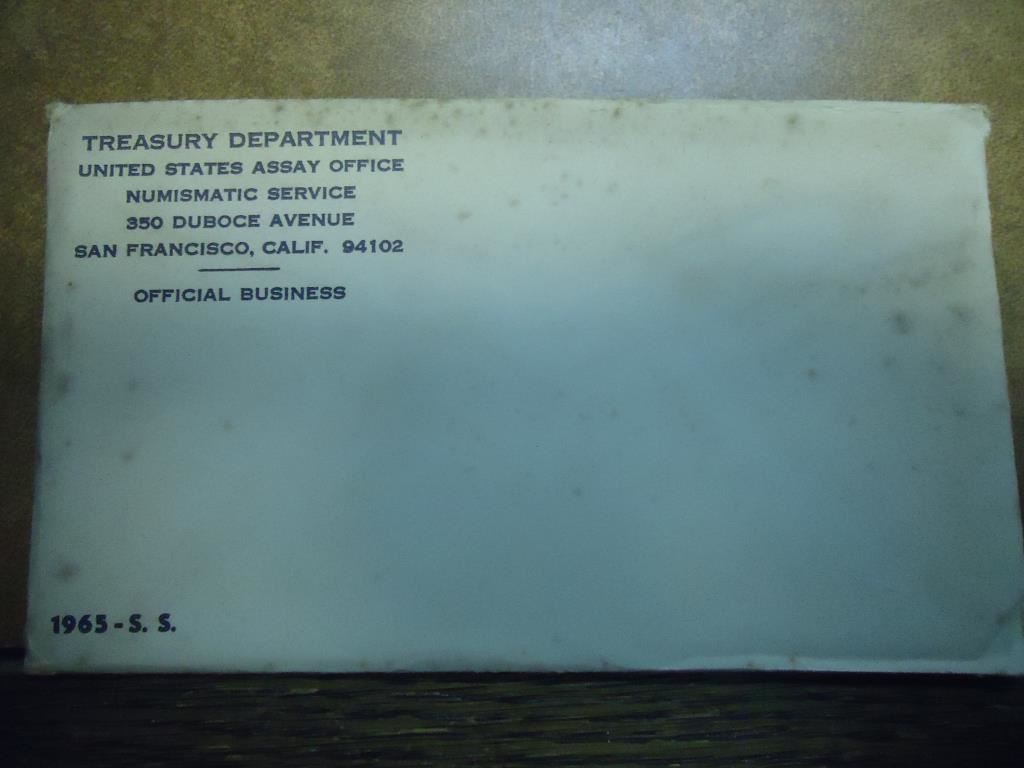 TREASURY DEPARTMENT
UNITED STATES ASSAY OFFICE
NUMISMATIC SERVICE
350 DUBOCE AVENUE
SAN FRANCISCO, CALIF. 94102
OFFICIAL BUSINESS
1965 - S. S.